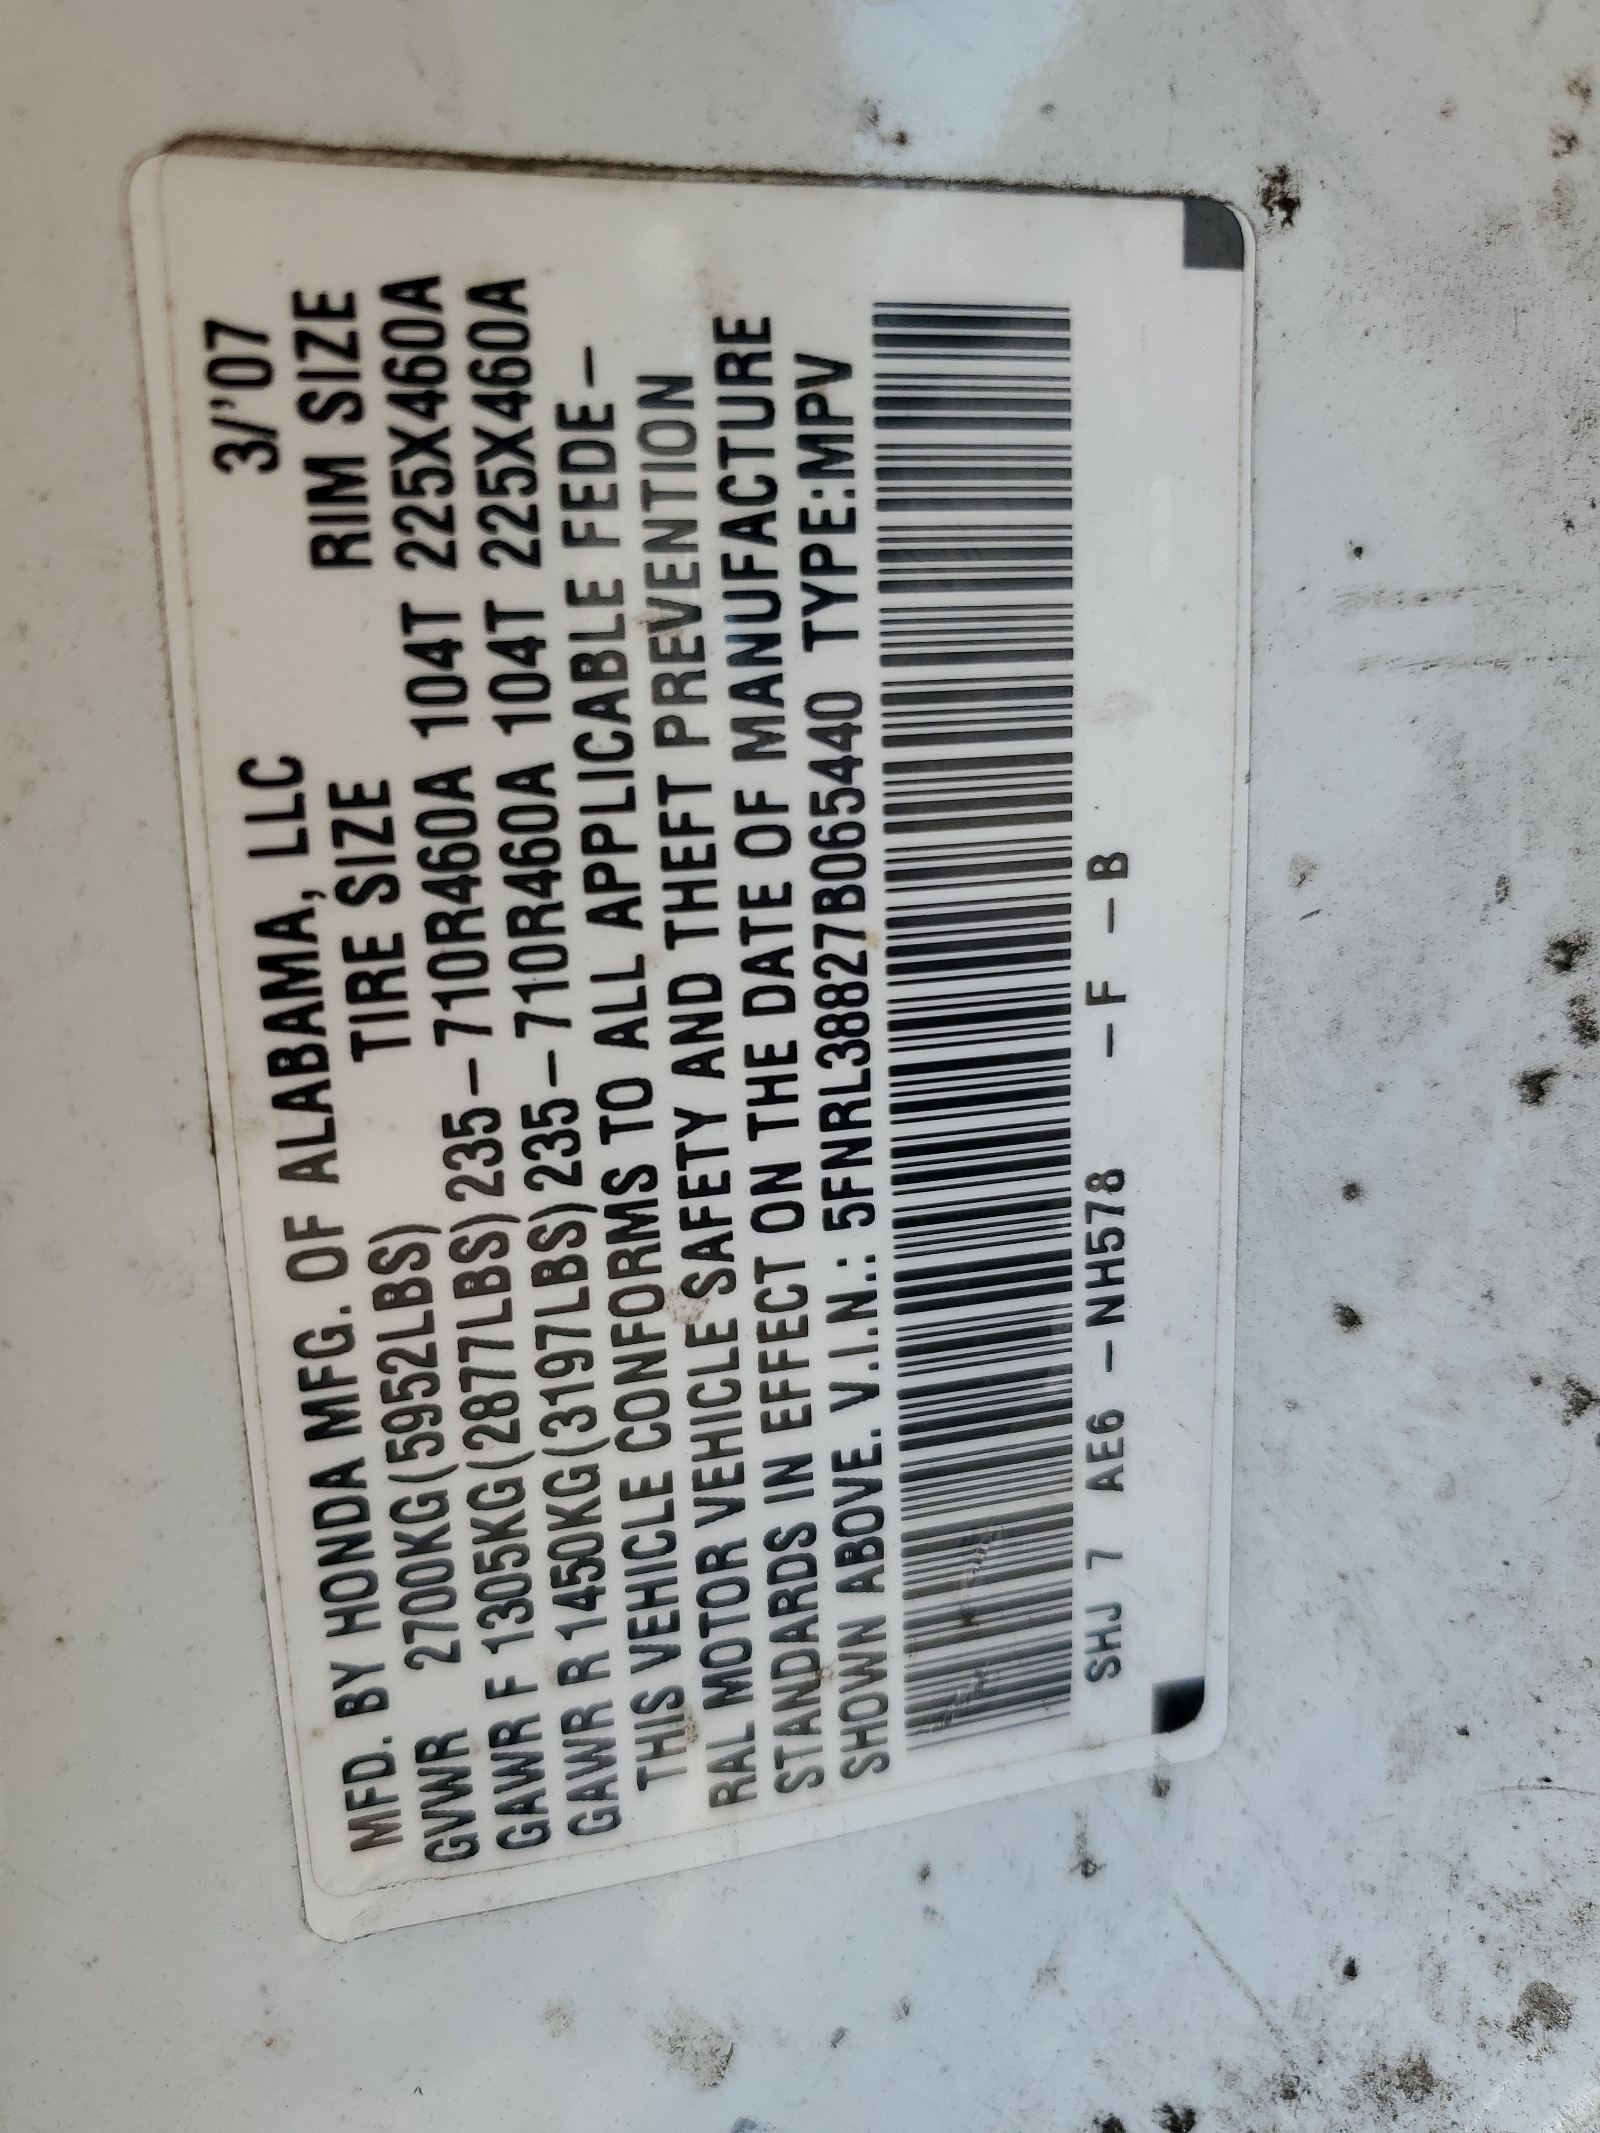 MFD. BY HONDA MFG. OF ALABAMA, LLC 3/'07
TIRE SIZE RIM SIZE
GVWR 2700KG(5952LBS)
GAWR F 1305KG(2877LBS)235-710R460A 104T 225X460A
GAWR R 1450KG(3197LBS)235-710R460A 104T 225X460A
THIS VEHICLE CONFORMS TO ALL APPLICABLE FEDE-
RAL MOTOR VEHICLE SAFETY AND THEFT PREVENTION
STANDARDS IN EFFECT ON THE DATE OF MANUFACTURE
SHOWN ABOVE. V.I.N.: 5FNRL38827B065440 TYPE:MPV
SHJ 7 AE6 -NH578 -F -B